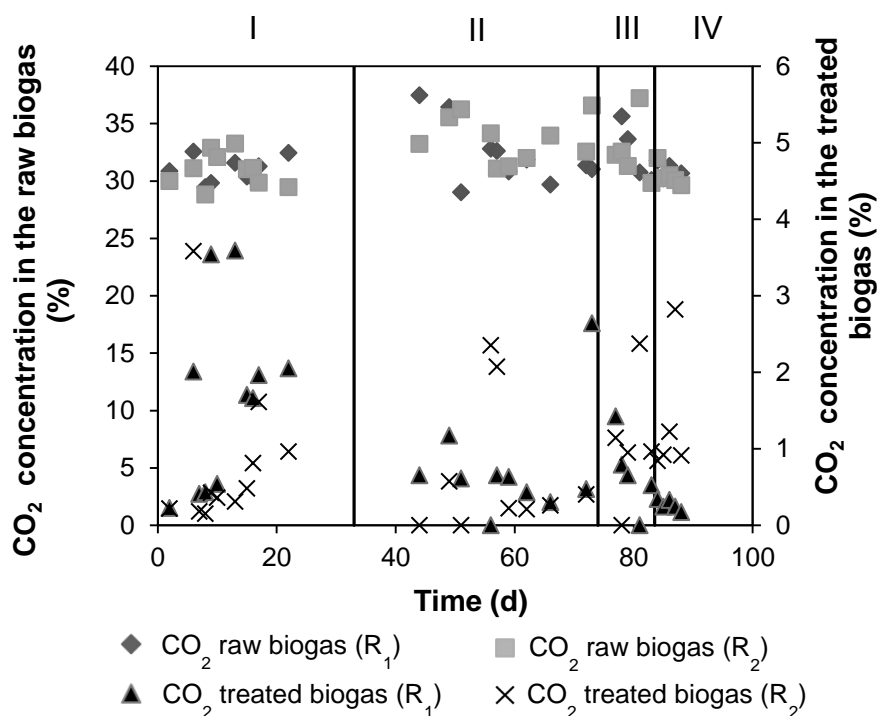 I II III IV
CO2 concentration in the raw biogas
(%)
40
35
30
25
20
15
10
5
0
6
5
4
3
2
1
0
CO2 concentration in the treated
biogas (%)
0 20 40 60 80 100
Time (d)
CO2 raw biogas (R1) CO2 raw biogas (R2)
CO2 treated biogas (R1) CO2 treated biogas (R2)